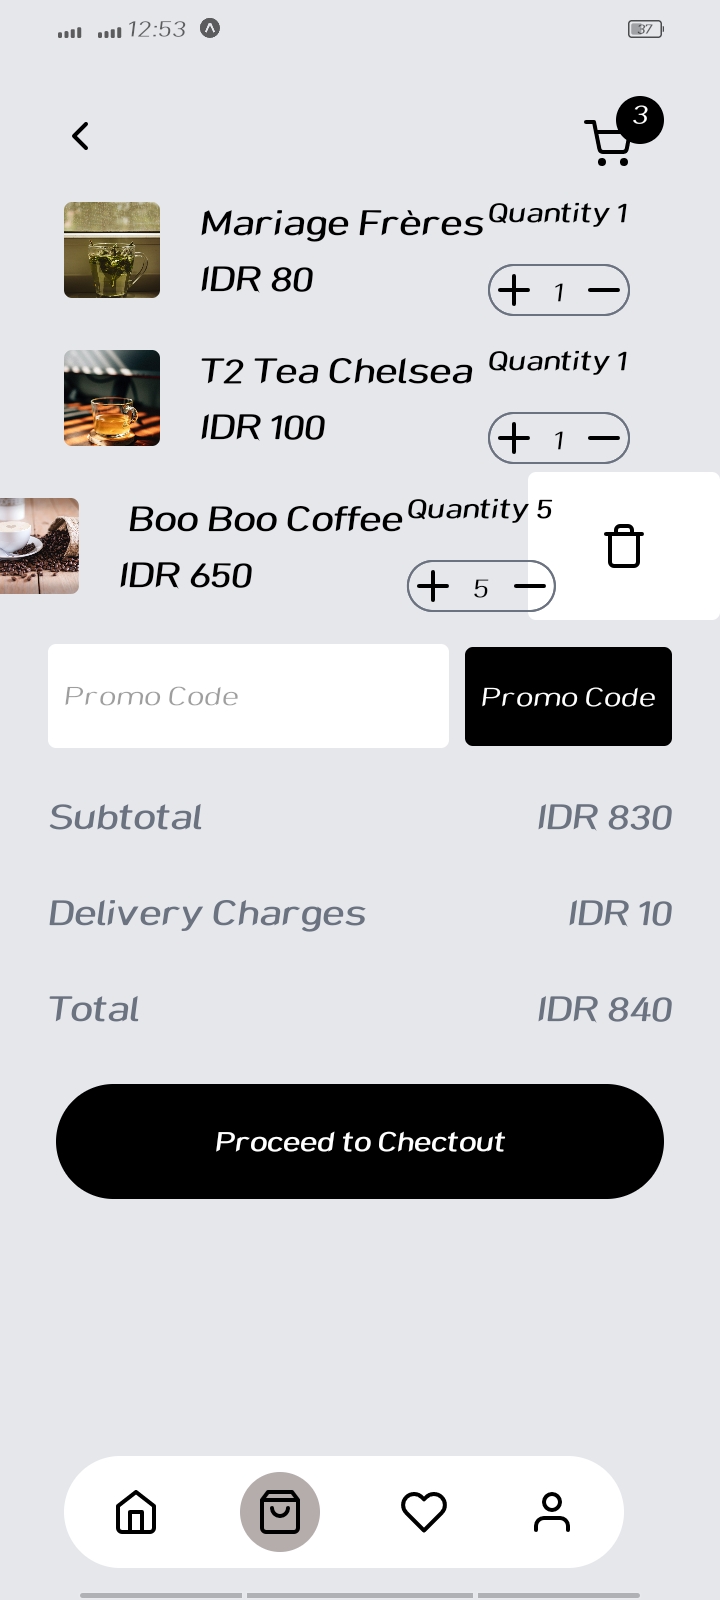 12:53
37
3
Mariage Frères Quantity 1
IDR 80
1
T2 Tea Chelsea Quantity 1
IDR 100
1
Boo Boo Coffee Quantity 5
IDR 650
5
Promo Code Promo Code
Subtotal IDR 830
Delivery Charges IDR 10
Total IDR 840
Proceed to Chectout